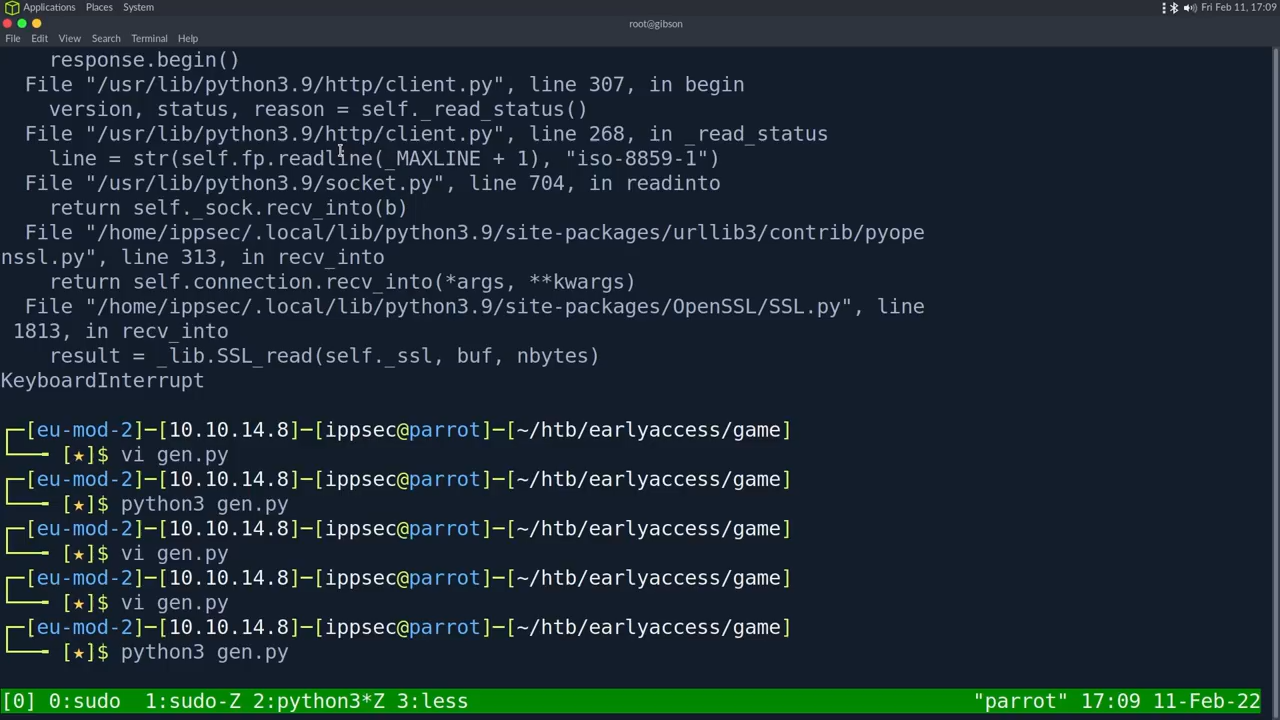 Applications Places System Fri Feb 11, 17:09
root@gibson
File Edit View Search Terminal Help
response.begin()
File "/usr/lib/python3.9/http/client.py", line 307, in begin
version, status, reason = self._read_status()
File "/usr/lib/python3.9/http/client.py", line 268, in _read_status
line = str(self.fp.readline(_MAXLINE + 1), "iso-8859-1")
File "/usr/lib/python3.9/socket.py", line 704, in readinto
return self._sock.recv_into(b)
File "/home/ippsec/.local/lib/python3.9/site-packages/urllib3/contrib/pyope
nssl.py", line 313, in recv_into
return self.connection.recv_into(*args, **kwargs)
File "/home/ippsec/.local/lib/python3.9/site-packages/OpenSSL/SSL.py", line
1813, in recv_into
result = _lib.SSL_read(self._ssl, buf, nbytes)
KeyboardInterrupt
┌─[eu-mod-2]─[10.10.14.8]─[ippsec@parrot]─[~/htb/earlyaccess/game]
└── [★]$ vi gen.py
┌─[eu-mod-2]─[10.10.14.8]─[ippsec@parrot]─[~/htb/earlyaccess/game]
└── [★]$ python3 gen.py
┌─[eu-mod-2]─[10.10.14.8]─[ippsec@parrot]─[~/htb/earlyaccess/game]
└── [★]$ vi gen.py
┌─[eu-mod-2]─[10.10.14.8]─[ippsec@parrot]─[~/htb/earlyaccess/game]
└── [★]$ vi gen.py
┌─[eu-mod-2]─[10.10.14.8]─[ippsec@parrot]─[~/htb/earlyaccess/game]
└── [★]$ python3 gen.py
[0] 0:sudo 1:sudo-Z 2:python3*Z 3:less "parrot" 17:09 11-Feb-22